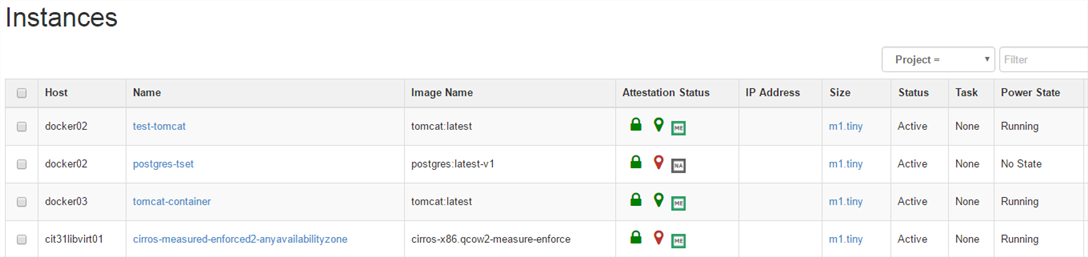 Instances
Project = Filter
Host Name Image Name Attestation Status IP Address Size Status Task Power State
docker02 test-tomcat tomcat:latest ME m1.tiny Active None Running
docker02 postgres-tset postgres:latest-v1 NA m1.tiny Active None No State
docker03 tomcat-container tomcat:latest ME m1.tiny Active None Running
cit31libvirt01 cirros-measured-enforced2-anyavailabilityzone cirros-x86.qcow2-measure-enforce ME m1.tiny Active None Running